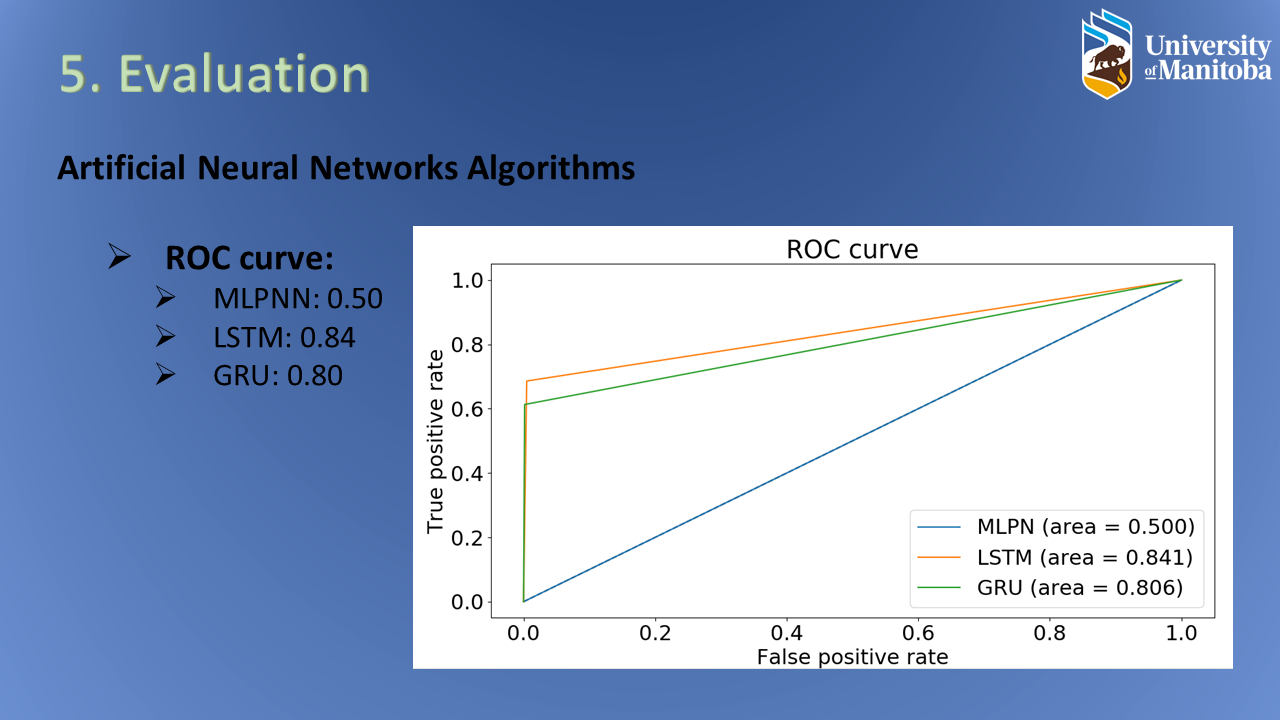 5. Evaluation
University
of Manitoba
Artificial Neural Networks Algorithms
ROC curve:
MLPNN: 0.50
LSTM: 0.84
GRU: 0.80
ROC curve
1.0
0.8
0.6
0.4
0.2
0.0
True positive rate
MLPN (area = 0.500)
LSTM (area = 0.841)
GRU (area = 0.806)
0.0 0.2 0.4 0.6 0.8 1.0
False positive rate